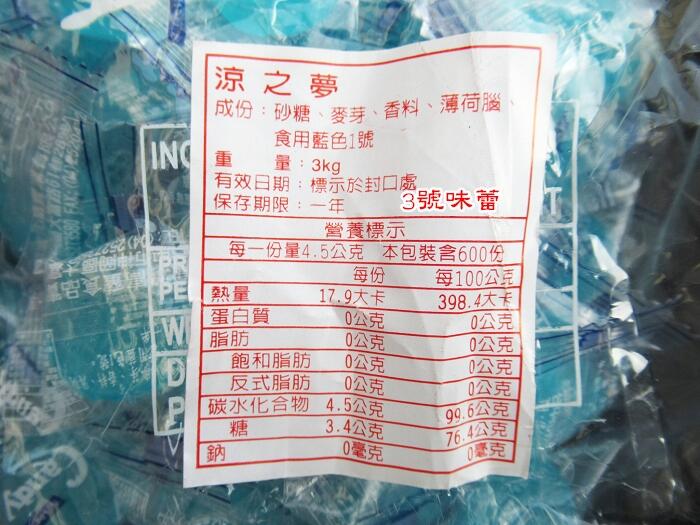 涼之夢
成份：砂糖、麥芽、香料、薄荷腦、
食用藍色1號
重　　量：3kg
有效日期：標示於封口處
保存期限：一年
3號味蕾
營養標示
每一份量4.5公克 本包裝含600份
每份 每100公克
熱量 17.9大卡 398.4大卡
蛋白質 0公克 0公克
脂肪 0公克 0公克
飽和脂肪 0公克 0公克
反式脂肪 0公克 0公克
碳水化合物 4.5公克 99.6公克
糖 3.4公克 76.4公克
鈉 0毫克 0毫克
Candy